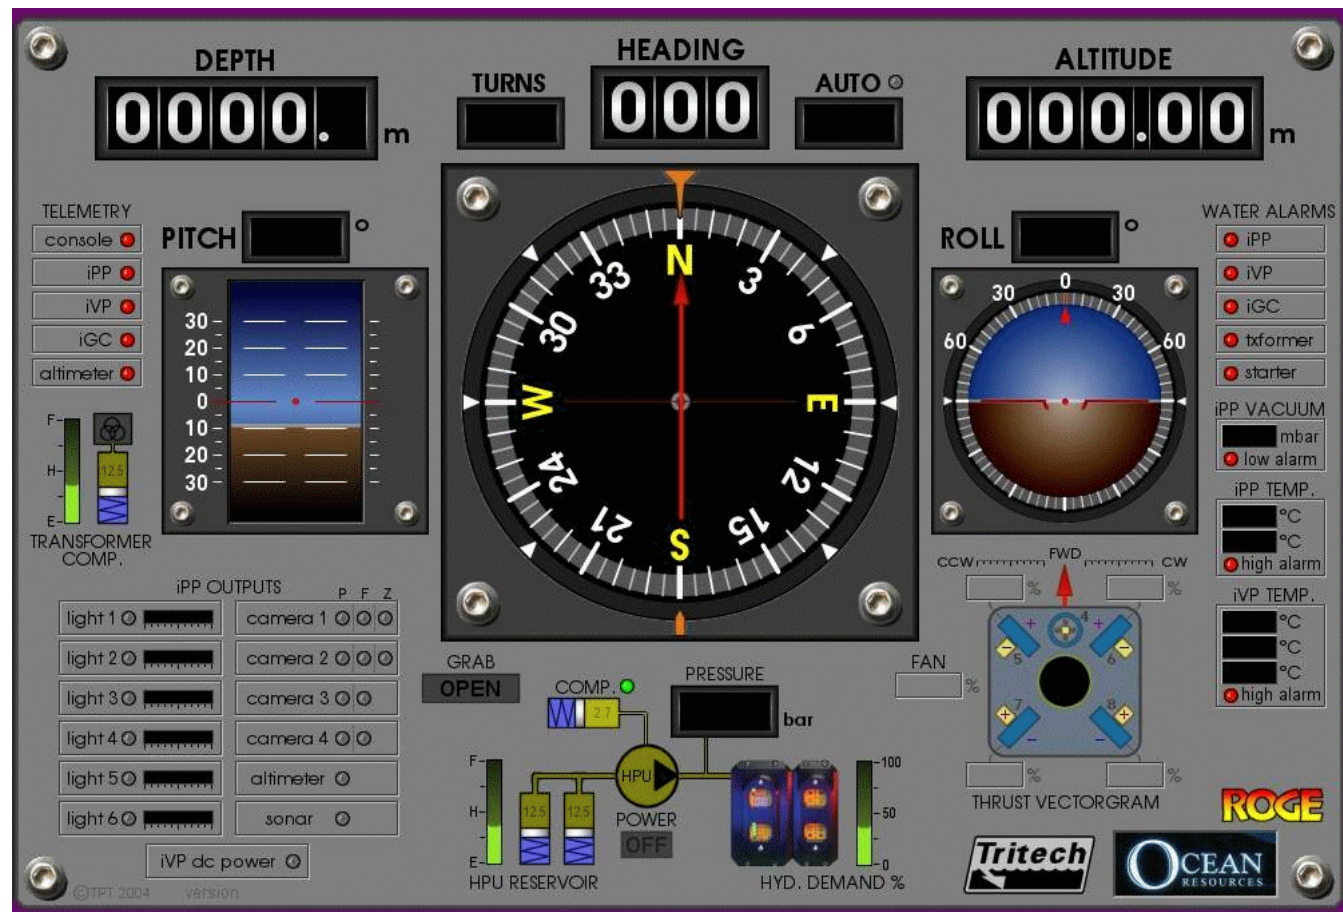 DEPTH
0000. m
TURNS
HEADING
000
AUTO
ALTITUDE
000.00 m
TELEMETRY
console
iPP
iVP
iGC
altimeter
PITCH °
30
20
10
0
10
20
30
N
3
6
E
12
15
S
21
24
W
30
33
ROLL °
60 30 0 30 60
WATER ALARMS
iPP
iVP
iGC
txformer
starter
iPP VACUUM
mbar
low alarm
iPP TEMP.
°C
°C
high alarm
iVP TEMP.
°C
°C
°C
high alarm
F
H
E
12.5
TRANSFORMER
COMP.
iPP OUTPUTS
P F Z
light 1 camera 1
light 2 camera 2
light 3 camera 3
light 4 camera 4
light 5 altimeter
light 6 sonar
iVP dc power
©TPT 2004 version
GRAB
OPEN
COMP.
2.7
PRESSURE
bar
F
H
E
12.5 12.5
HPU
POWER
OFF
HPU RESERVOIR
100
50
0
HYD. DEMAND %
FAN
%
CCW FWD CW
% %
+ 4 +
5 6
7 8
% %
THRUST VECTORGRAM
ROGE
Tritech
OCEAN
RESOURCES